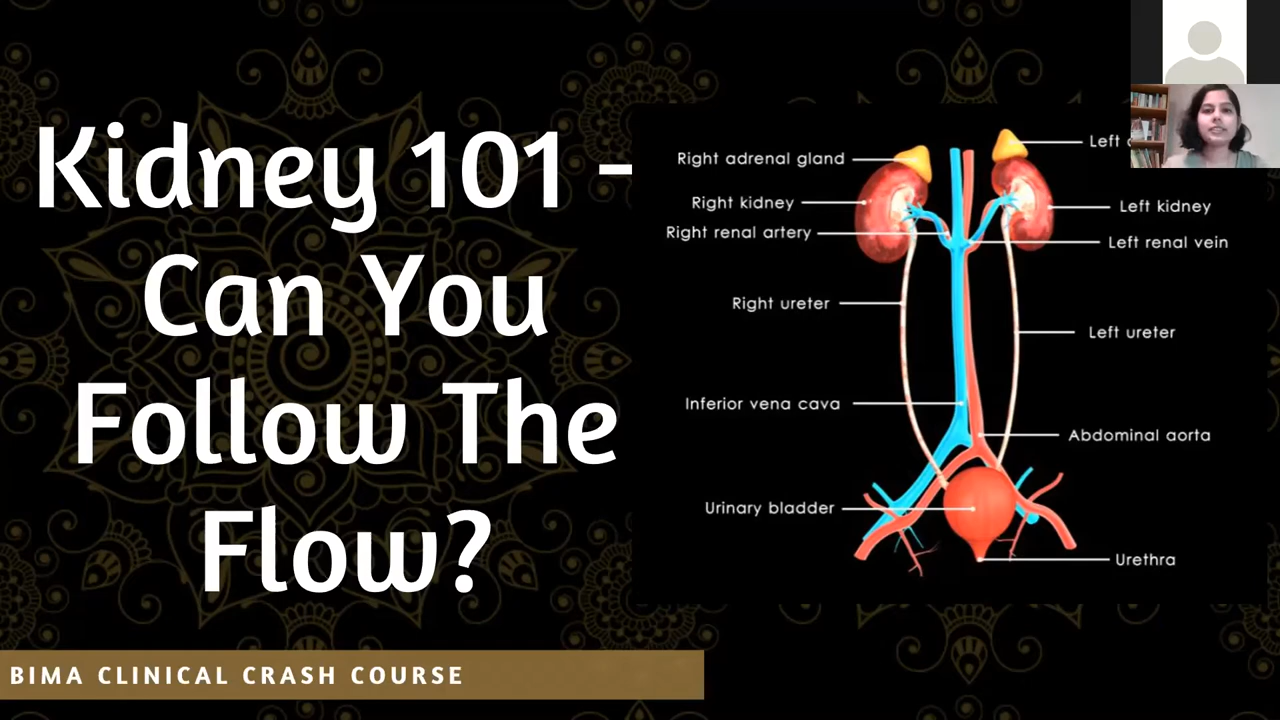 Kidney 101 -
Can You
Follow The
Flow?
BIMA CLINICAL CRASH COURSE
Right adrenal gland
Right kidney
Right renal artery
Right ureter
Inferior vena cava
Urinary bladder
Left
Left kidney
Left renal vein
Left ureter
Abdominal aorta
Urethra